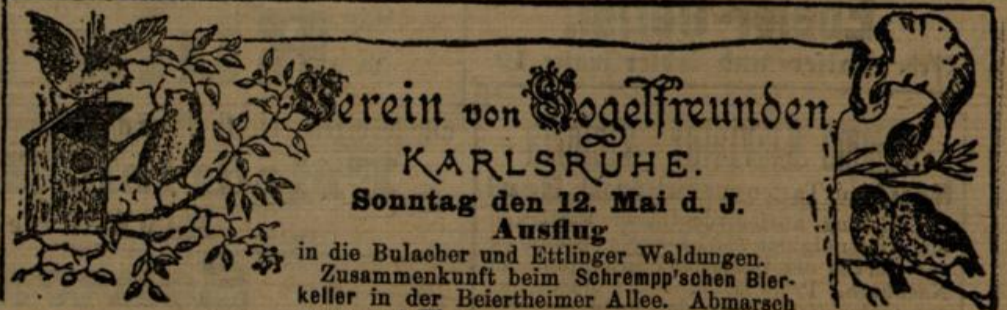 Verein von Vogelfreunden
KARLSRUHE.
Sonntag den 12. Mai d. J.
Ausflug
in die Bulacher und Ettlinger Waldungen.
Zusammenkunft beim Schrempp'schen Bier-
keller in der Beiertheimer Allee. Abmarsch